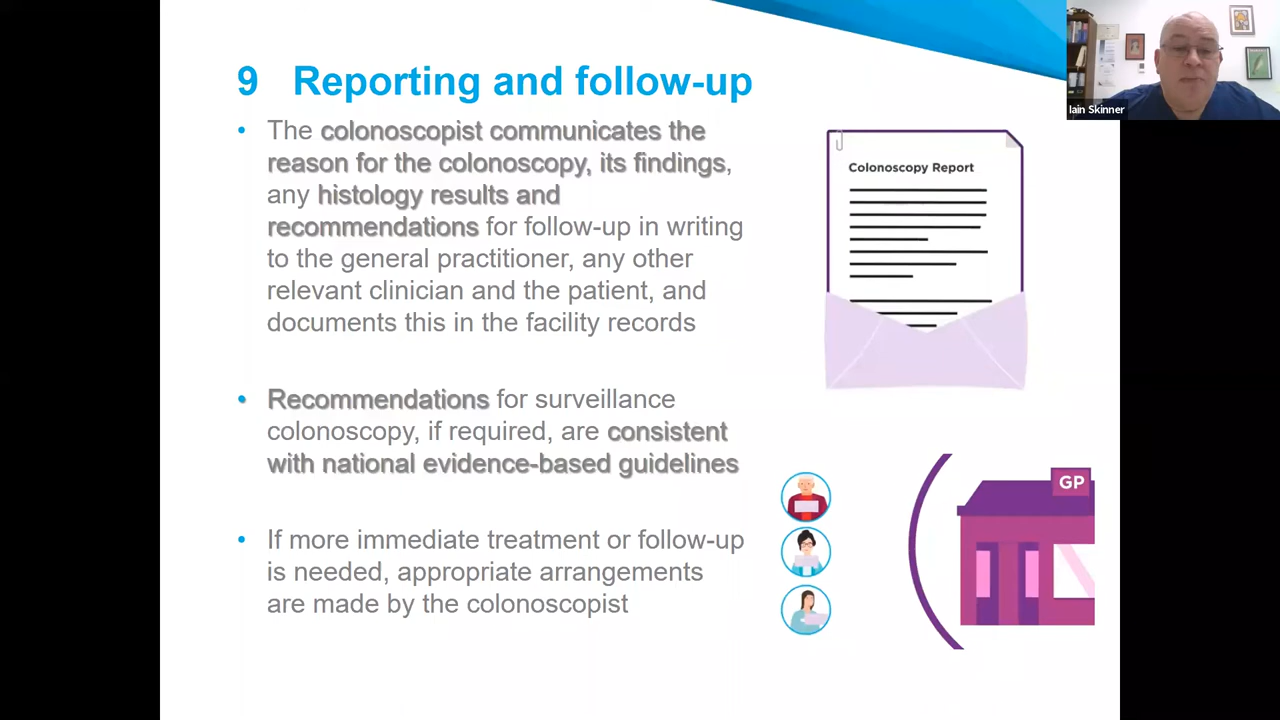 9 Reporting and follow-up
• The colonoscopist communicates the
reason for the colonoscopy, its findings,
any histology results and
recommendations for follow-up in writing
to the general practitioner, any other
relevant clinician and the patient, and
documents this in the facility records
• Recommendations for surveillance
colonoscopy, if required, are consistent
with national evidence-based guidelines
• If more immediate treatment or follow-up
is needed, appropriate arrangements
are made by the colonoscopist
Colonoscopy Report
GP
Iain Skinner